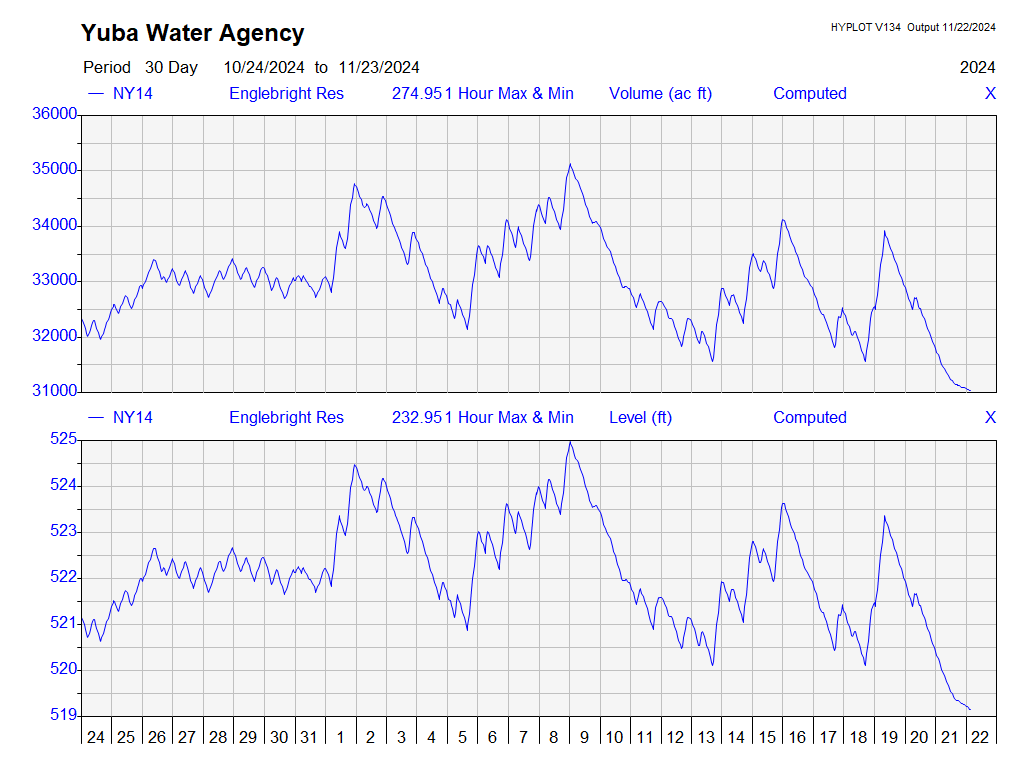 Yuba Water Agency
HYPLOT V134 Output 11/22/2024
Period 30 Day 10/24/2024 to 11/23/2024 2024
NY14 Englebright Res 274.951 Hour Max & Min Volume (ac ft) Computed X
36000
35000
34000
33000
32000
31000
NY14 Englebright Res 232.951 Hour Max & Min Level (ft) Computed X
525
524
523
522
521
520
519
24 25 26 27 28 29 30 31 1 2 3 4 5 6 7 8 9 10 11 12 13 14 15 16 17 18 19 20 21 22